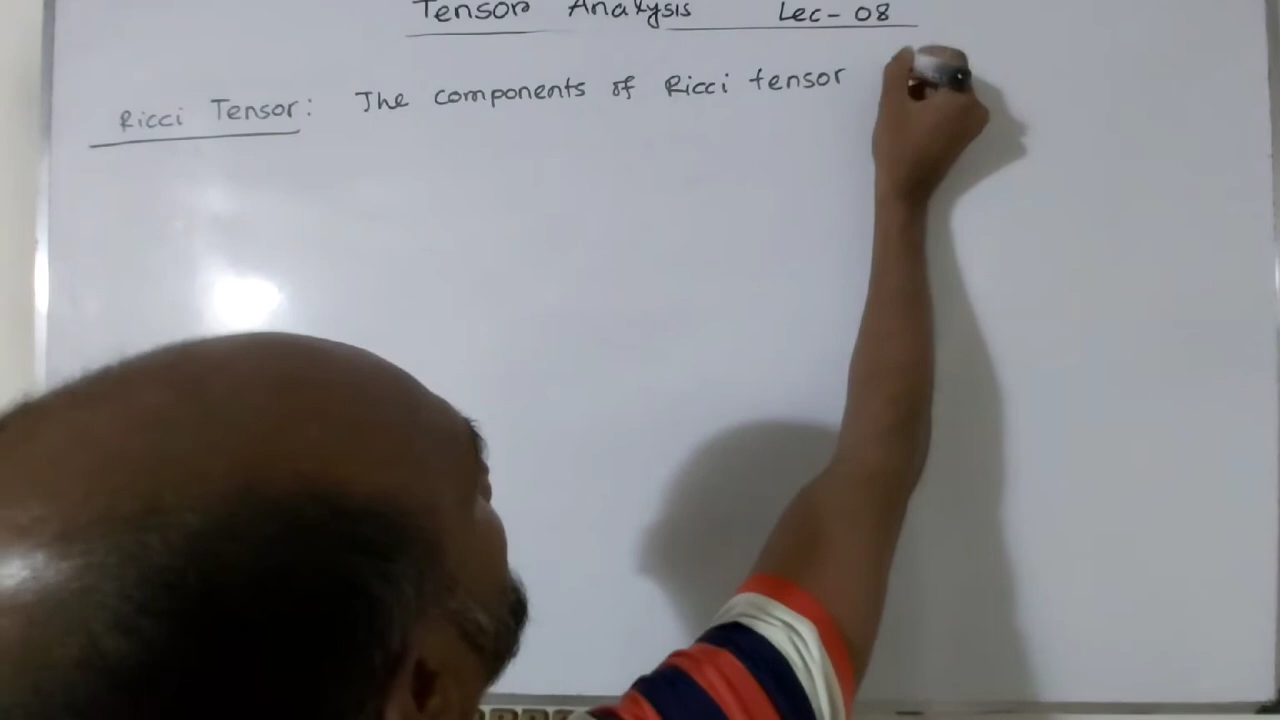 Tensor Analysis Lec-08
Ricci Tensor: The components of Ricci tensor